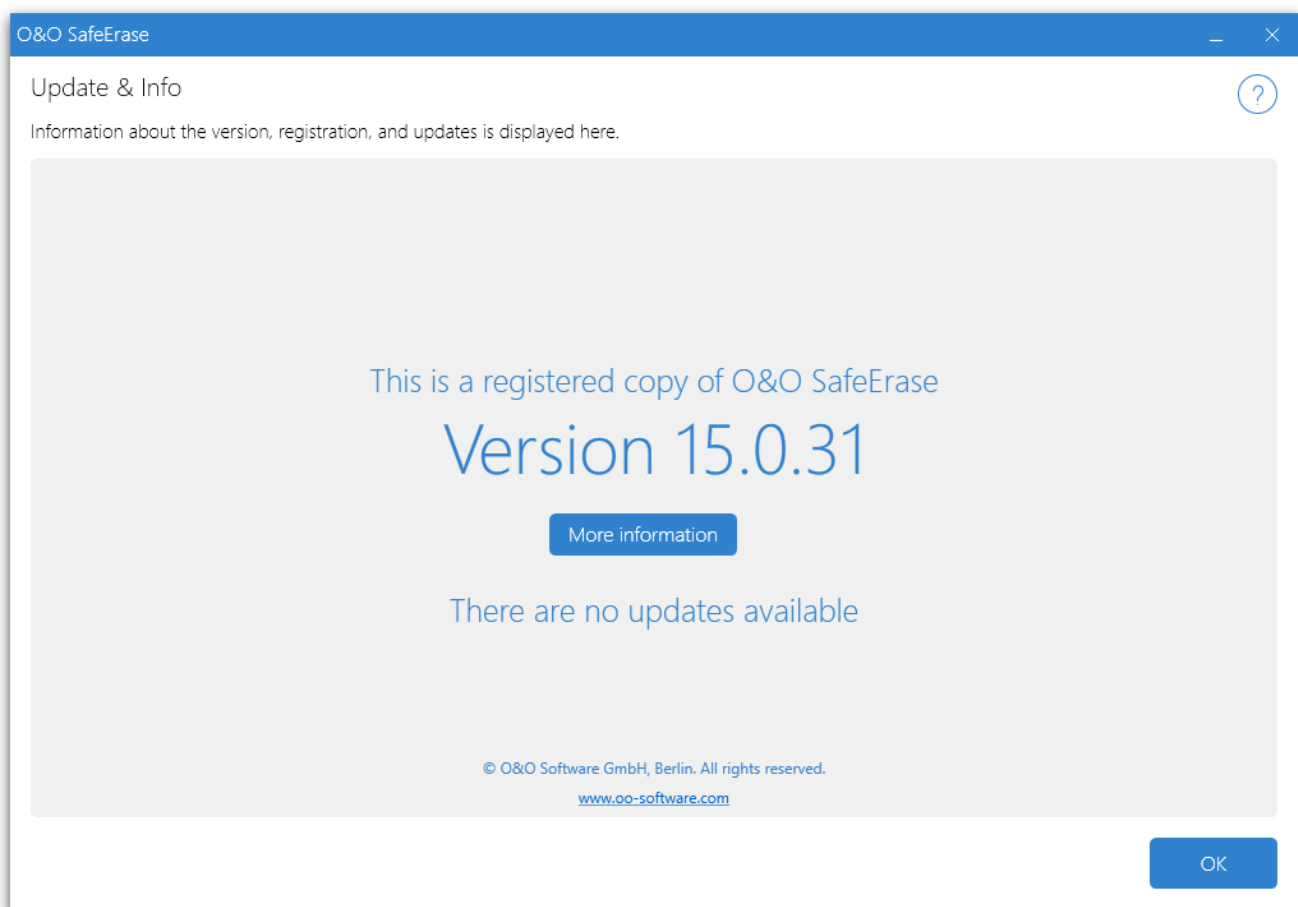 O&O SafeErase
Update & Info
?
Information about the version, registration, and updates is displayed here.
This is a registered copy of O&O SafeErase
Version 15.0.31
More information
There are no updates available
© O&O Software GmbH, Berlin. All rights reserved.
www.oo-software.com
OK